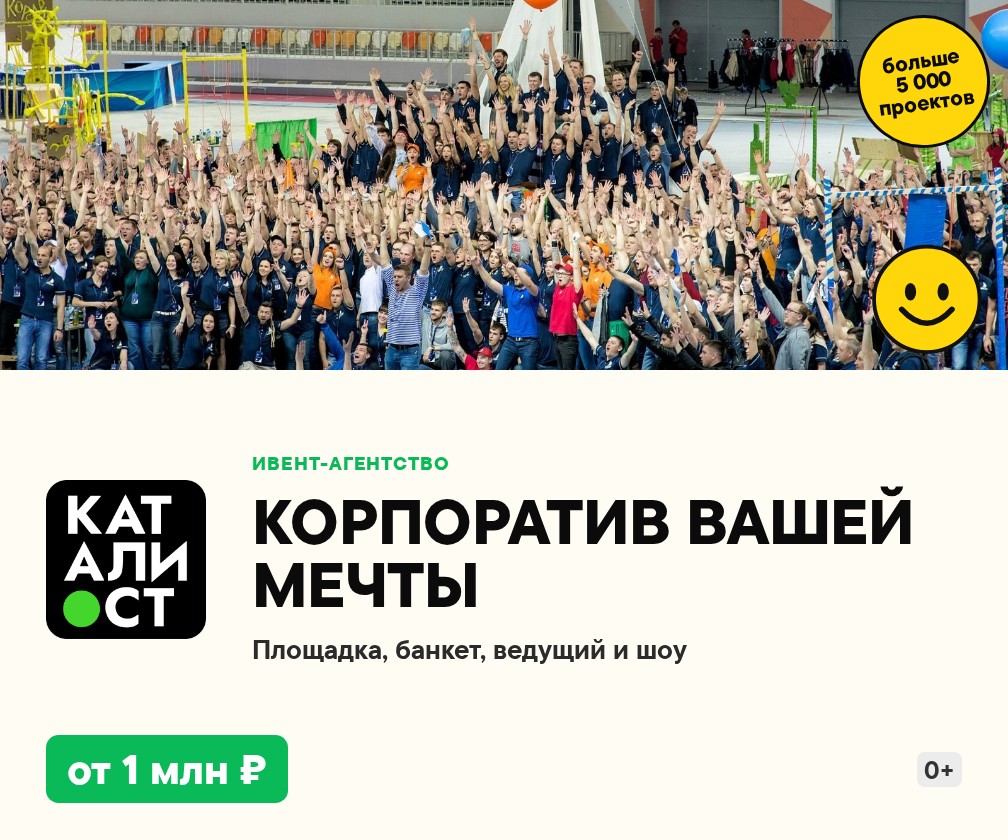 больше
5 000
проектов
ИВЕНТ-АГЕНТСТВО
КАТ
АЛИ
СТ
КОРПОРАТИВ ВАШЕЙ
МЕЧТЫ
Площадка, банкет, ведущий и шоу
от 1 млн ₽
0+